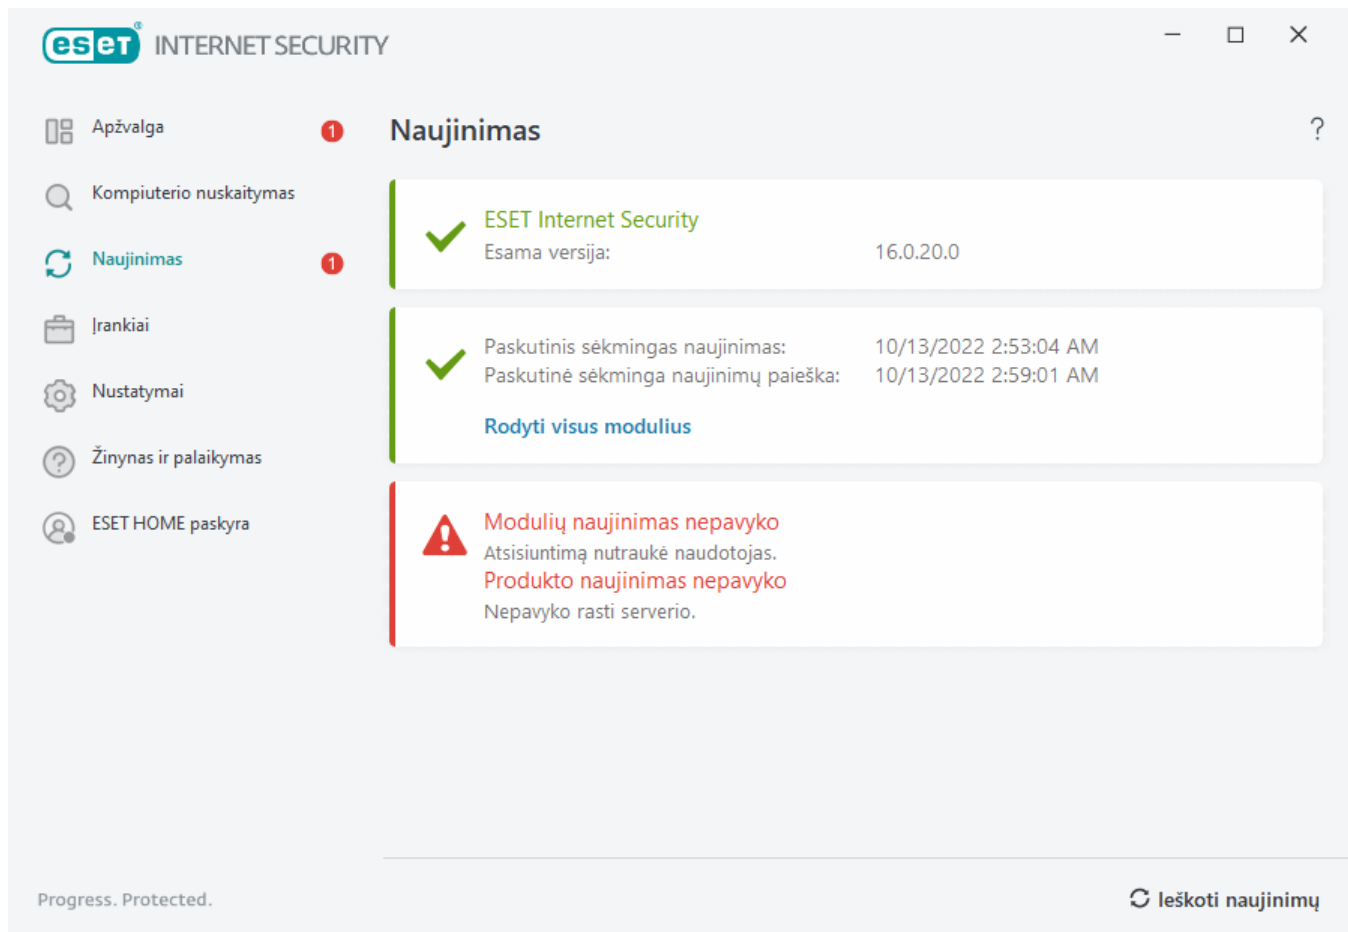 eset® INTERNET SECURITY
Apžvalga 1
Kompiuterio nuskaitymas
Naujinimas 1
Įrankiai
Nustatymai
Žinynas ir palaikymas
ESET HOME paskyra
Naujinimas ?
ESET Internet Security
Esama versija: 16.0.20.0
Paskutinis sėkmingas naujinimas: 10/13/2022 2:53:04 AM
Paskutinė sėkminga naujinimų paieška: 10/13/2022 2:59:01 AM
Rodyti visus modulius
Modulių naujinimas nepavyko
Atsisiuntimą nutraukė naudotojas.
Produkto naujinimas nepavyko
Nepavyko rasti serverio.
Progress. Protected.
Ieškoti naujinimų